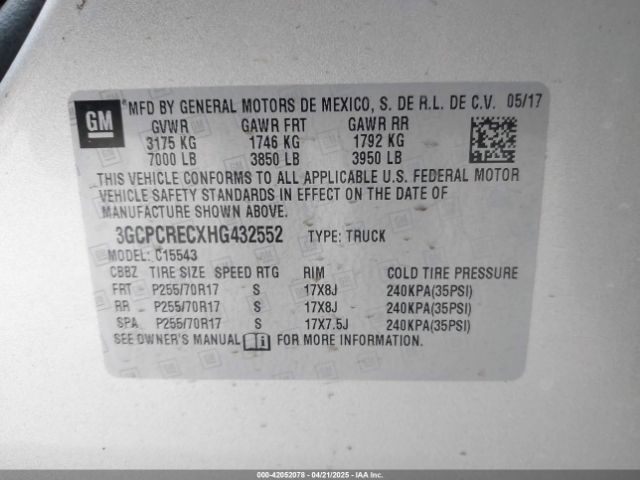 GM
®MFD BY GENERAL MOTORS DE MEXICO, S. DE R.L. DE C.V. 05/17
GVWR GAWR FRT GAWR RR
3175 KG 1746 KG 1792 KG
7000 LB 3850 LB 3950 LB
THIS VEHICLE CONFORMS TO ALL APPLICABLE U.S. FEDERAL MOTOR
VEHICLE SAFETY STANDARDS IN EFFECT ON THE DATE OF
MANUFACTURE SHOWN ABOVE.
3GCPCRECXHG432552 TYPE: TRUCK
MODEL: C15543
CBBZ TIRE SIZE SPEED RTG RIM COLD TIRE PRESSURE
FRT P255/70R17 S 17X8J 240KPA(35PSI)
RR P255/70R17 S 17X8J 240KPA(35PSI)
SPA P255/70R17 S 17X7.5J 240KPA(35PSI)
SEE OWNER'S MANUAL i FOR MORE INFORMATION.
000-42052078 - 04/21/2025 - IAAI.COM